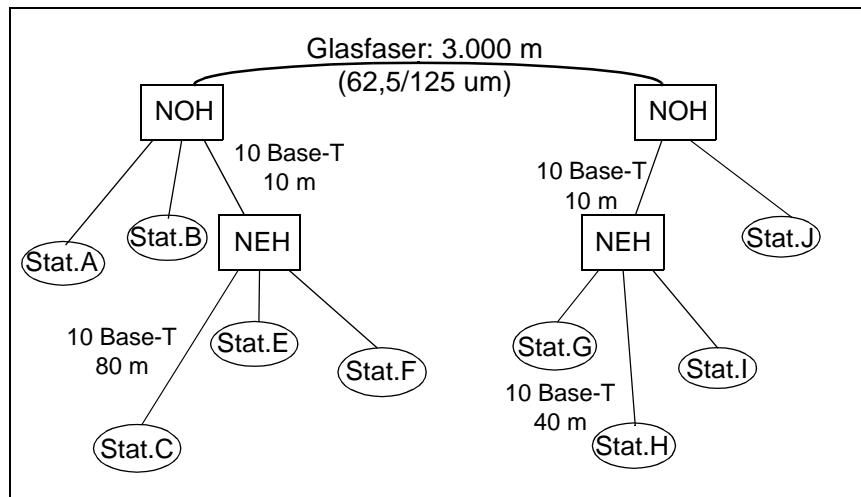 Glasfaser: 3.000 m
(62,5/125 um)
NOH
NOH
10 Base-T
10 m
10 Base-T
10 m
Stat.A
Stat.B
NEH
NEH
Stat.J
10 Base-T
80 m
Stat.E
Stat.F
Stat.G
Stat.I
10 Base-T
40 m
Stat.C
Stat.H